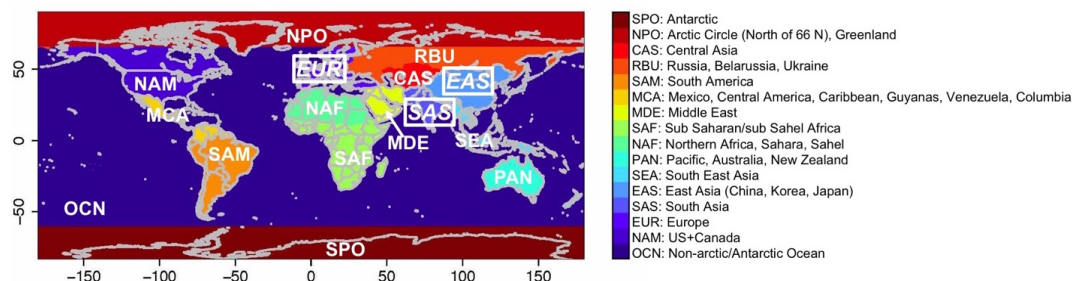 NPO
RBU
50
EUR
CAS
EAS
NAM
NAF
SAS
MCA
MDE
SEA
0
SAM
SAF
PAN
OCN
−50
SPO
−150
−100
−50
0
50
100
150
SPO: Antarctic
NPO: Arctic Circle (North of 66 N), Greenland
CAS: Central Asia
RBU: Russia, Belarussia, Ukraine
SAM: South America
MCA: Mexico, Central America, Caribbean, Guyanas, Venezuela, Columbia
MDE: Middle East
SAF: Sub Saharan/sub Sahel Africa
NAF: Northern Africa, Sahara, Sahel
PAN: Pacific, Australia, New Zealand
SEA: South East Asia
EAS: East Asia (China, Korea, Japan)
SAS: South Asia
EUR: Europe
NAM: US+Canada
OCN: Non-arctic/Antarctic Ocean